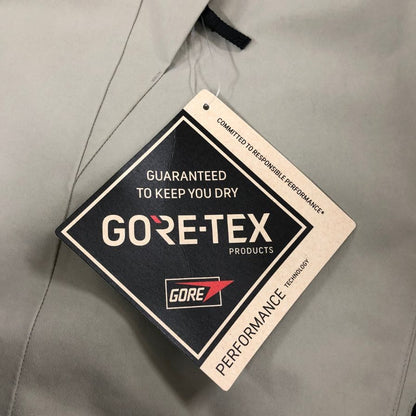 GUARANTEED
TO KEEP YOU DRY
GORE-TEX
PRODUCTS
GORE
COMMITTED TO RESPONSIBLE PERFORMANCE*
PERFORMANCE TECHNOLOGY